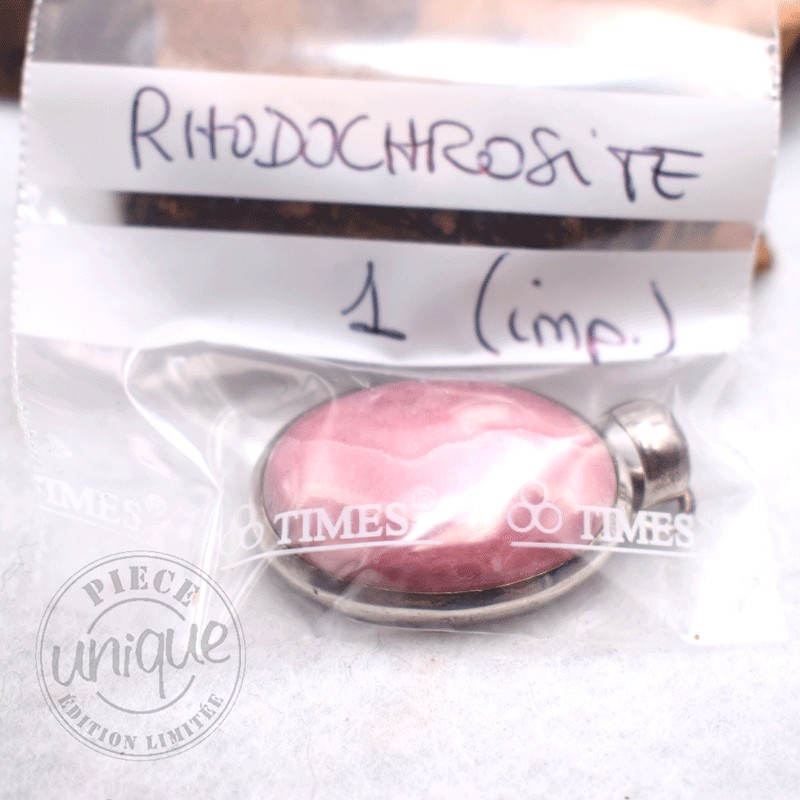 RHODOCHROSiTE
1 (imp.)
TIMES®
TIMES®
TIMES
PIECE
unique
ÉDITION LIMITÉE